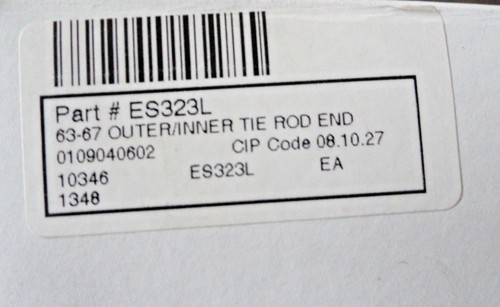 Part # ES323L
63-67 OUTER/INNER TIE ROD END
0109040602 CIP Code 08.10.27
10346 ES323L EA
1348